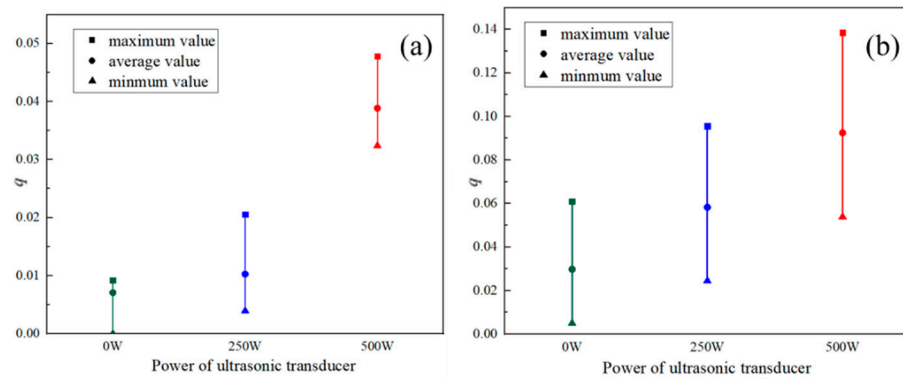 (a)
maximum value
average value
minmum value
0.05
0.04
0.03
0.02
0.01
0.00
q
0W
250W
500W
Power of ultrasonic transducer
(b)
maximum value
average value
minmum value
0.14
0.12
0.10
0.08
0.06
0.04
0.02
0.00
q
0W
250W
500W
Power of ultrasonic transducer